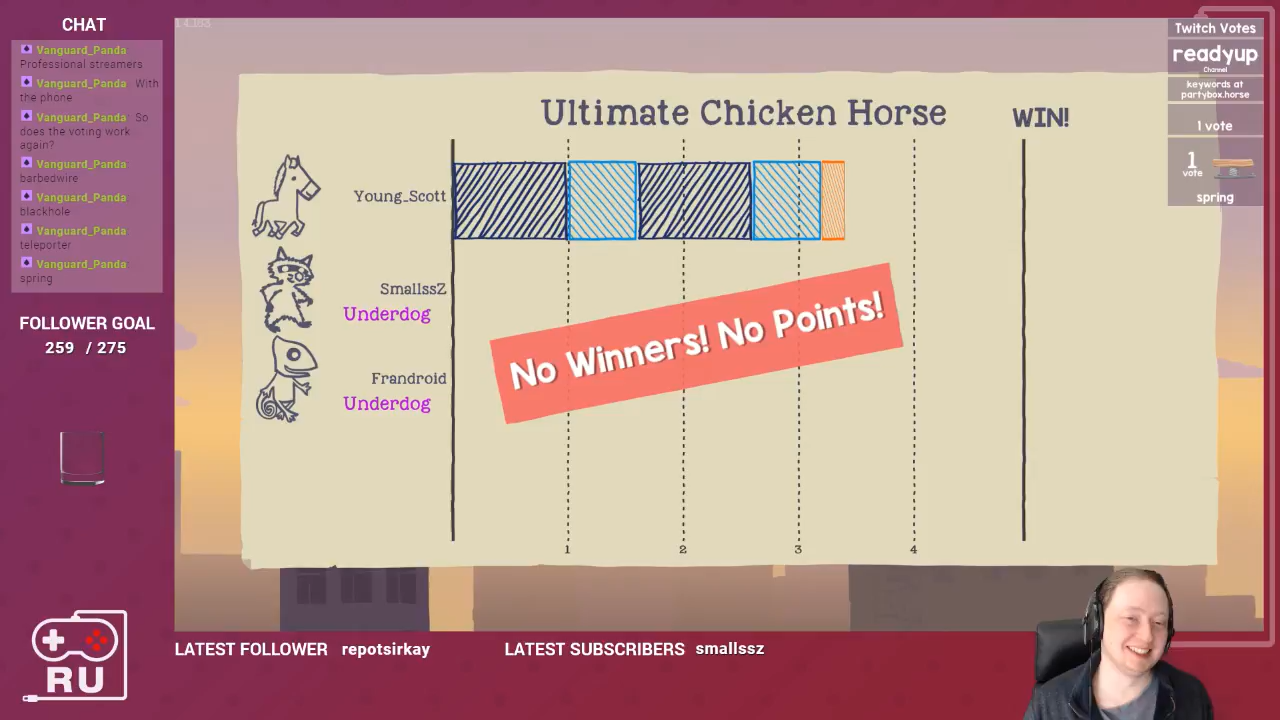 CHAT
Vanguard_Panda
Professional streamers
Vanguard_Panda With
the phone
Vanguard_Panda So
does the voting work
again?
Vanguard_Panda
barbedwire
Vanguard_Panda
blackhole
Vanguard_Panda
teleporter
Vanguard_Panda
spring
FOLLOWER GOAL
259 / 275
Ultimate Chicken Horse
WIN!
Young_Scott
SmallssZ
Underdog
Frandroid
Underdog
No Winners! No Points!
1 2 3 4
Twitch Votes
readyup
Channel
keywords at
partybox.horse
1 vote
1
vote
spring
RU
LATEST FOLLOWER repotsirkay
LATEST SUBSCRIBERS smallssz